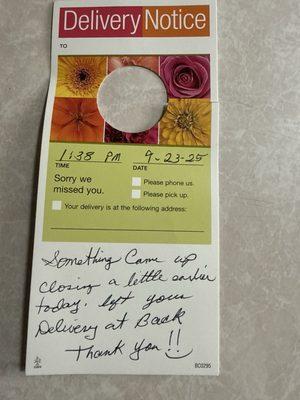 Delivery Notice
TO
11:38 PM 9-23-25
TIME DATE
Sorry we
missed you.
Please phone us.
Please pick up.
Your delivery is at the following address:
Something Came up
closing a little earlier
today. left your
Delivery at Back
Thank you!!
BD3295